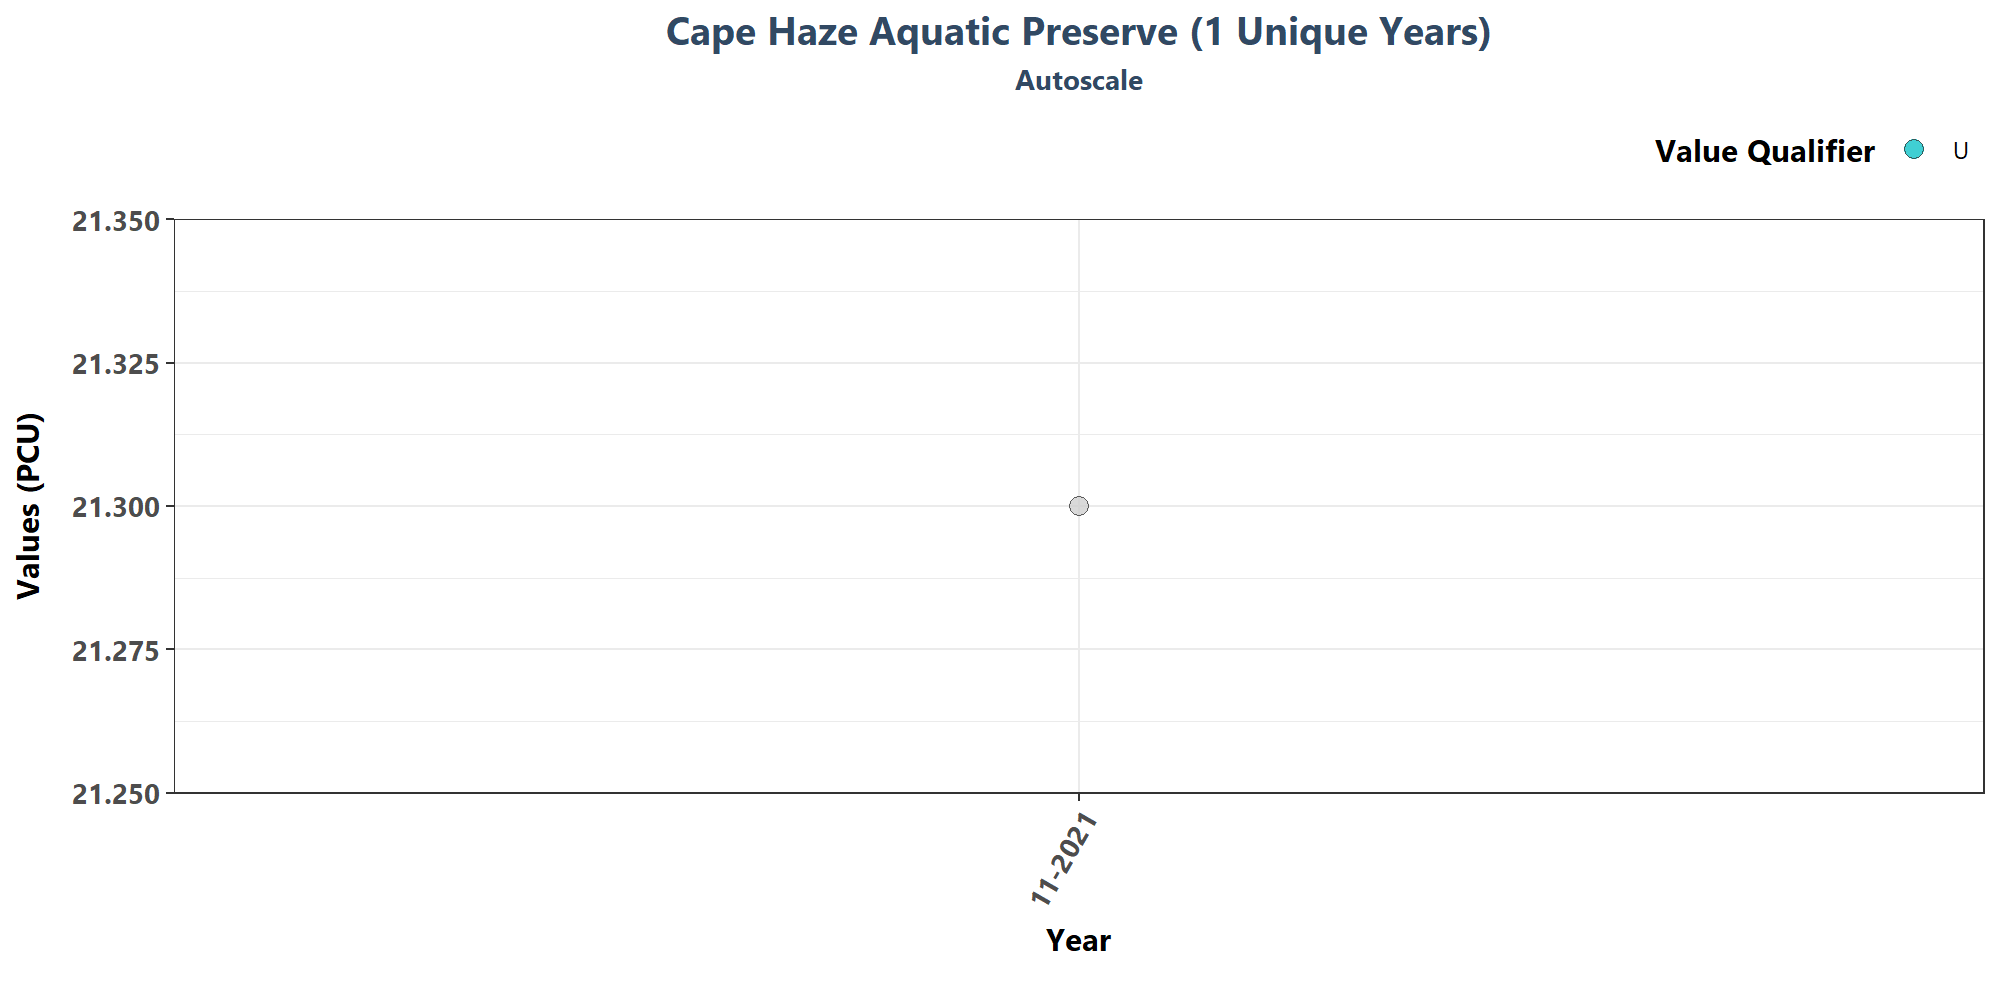 Cape Haze Aquatic Preserve (1 Unique Years)
Autoscale
Value Qualifier U
21.350
21.325
21.300
21.275
21.250
Values (PCU)
11-2021
Year